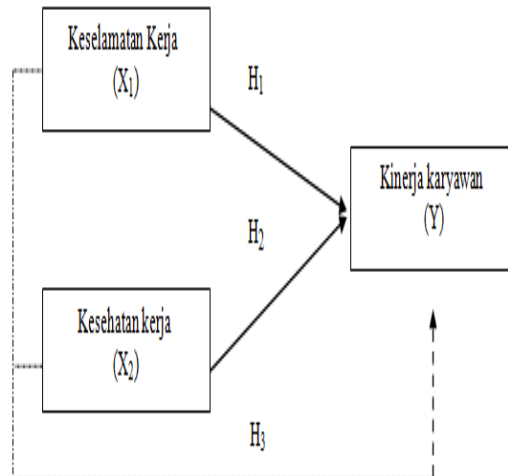 Keselamatan Kerja
(X₁)
H₁
Kinerja karyawan
(Y)
H₂
Kesehatan kerja
(X₂)
H₃